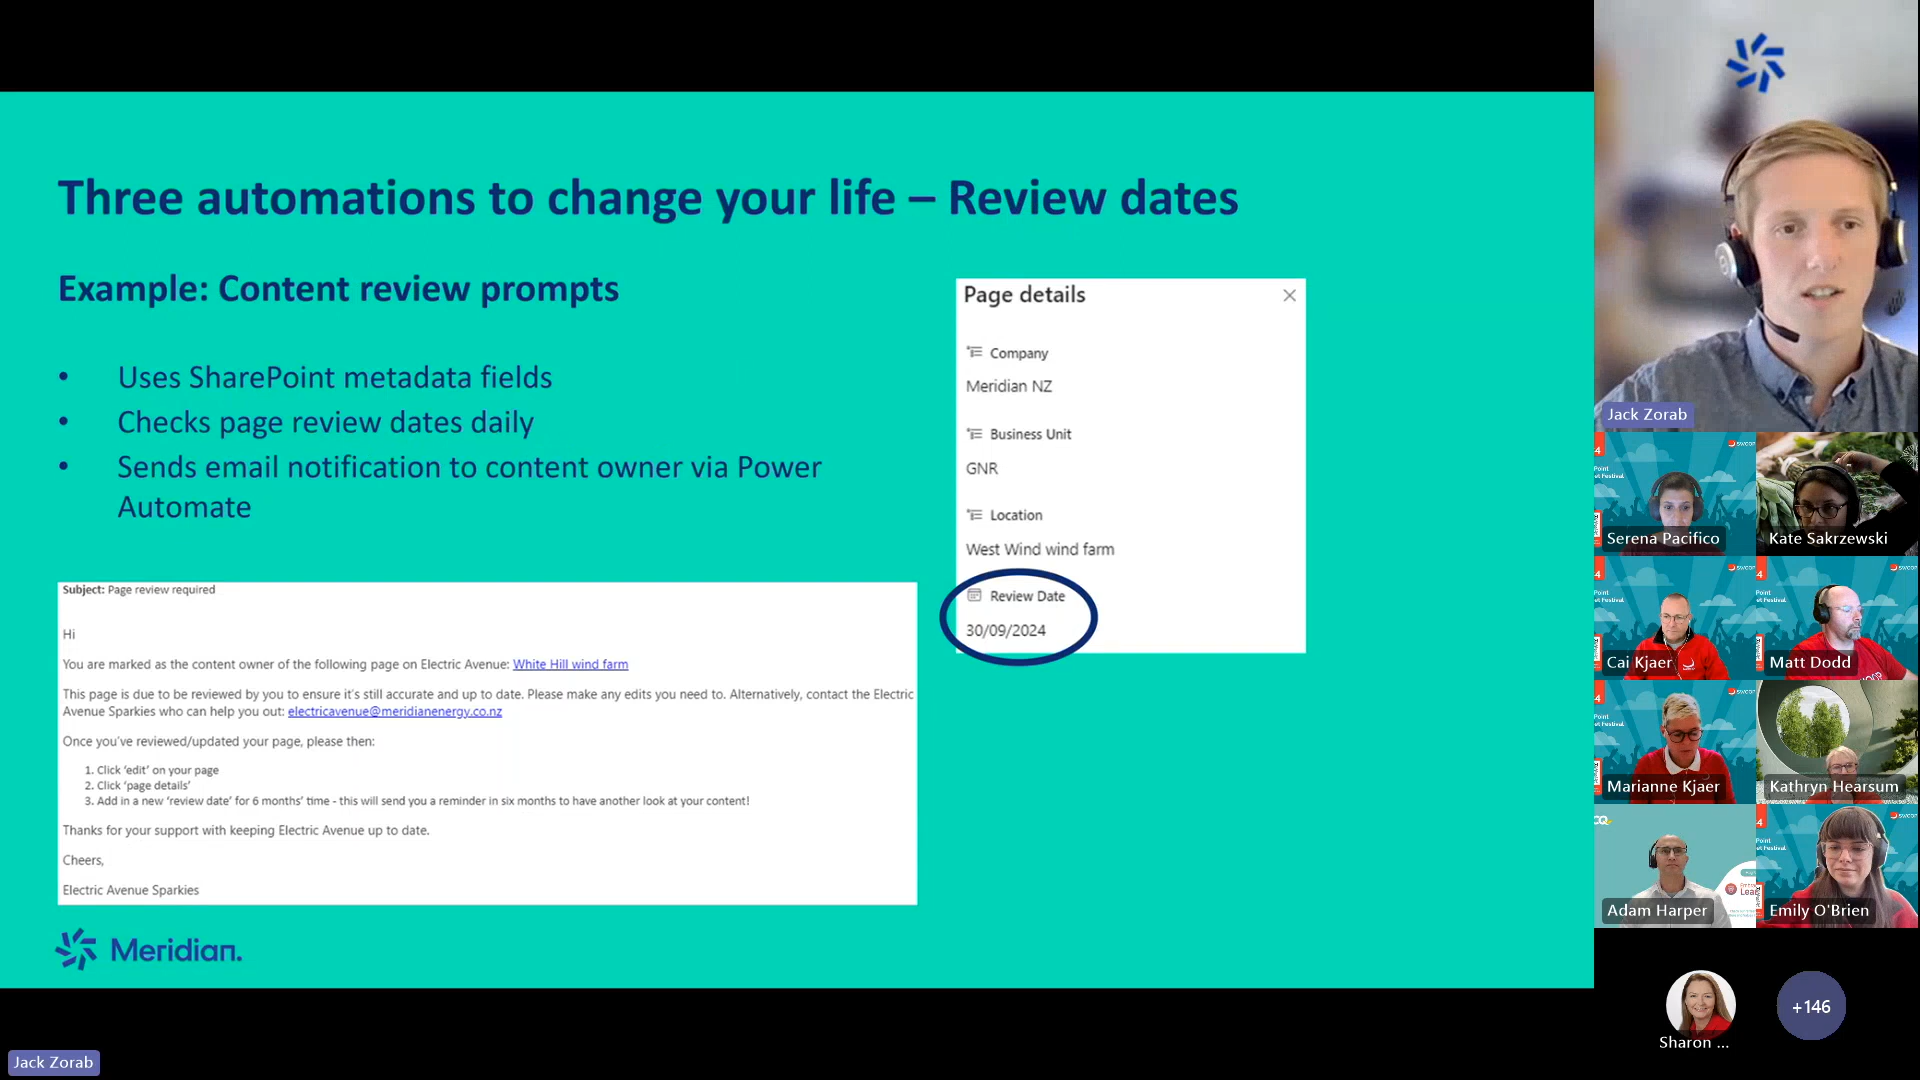 Three automations to change your life – Review dates
Example: Content review prompts
• Uses SharePoint metadata fields
• Checks page review dates daily
• Sends email notification to content owner via Power
Automate
Subject: Page review required
Hi
You are marked as the content owner of the following page on Electric Avenue: White Hill wind farm
This page is due to be reviewed by you to ensure it's still accurate and up to date. Please make any edits you need to. Alternatively, contact the Electric
Avenue Sparkies who can help you out: electricavenue@meridianenergy.co.nz
Once you've reviewed/updated your page, please then:
1. Click 'edit' on your page
2. Click 'page details'
3. Add in a new 'review date' for 6 months' time - this will send you a reminder in six months to have another look at your content!
Thanks for your support with keeping Electric Avenue up to date.
Cheers,
Electric Avenue Sparkies
Meridian.
Page details
Company
Meridian NZ
Business Unit
GNR
Location
West Wind wind farm
Review Date
30/09/2024
Jack Zorab
Serena Pacifico
Kate Sakrzewski
Cai Kjaer
Matt Dodd
Marianne Kjaer
Kathryn Hearsum
Adam Harper
Emily O'Brien
Sharon ...
+146
Jack Zorab